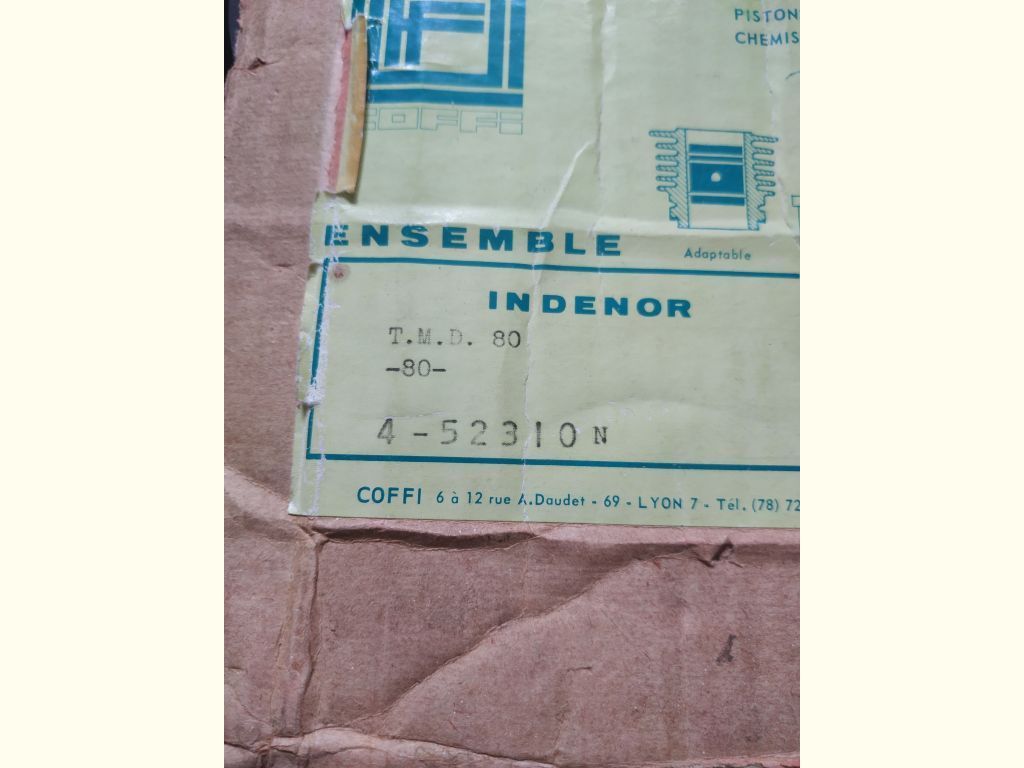 PISTON
CHEMIS
COFFI
ENSEMBLE
Adaptable
INDENOR
T.M.D. 80
-80-
4-52310 N
COFFI 6 à 12 rue A.Daudet - 69 - LYON 7 - Tél. (78) 72